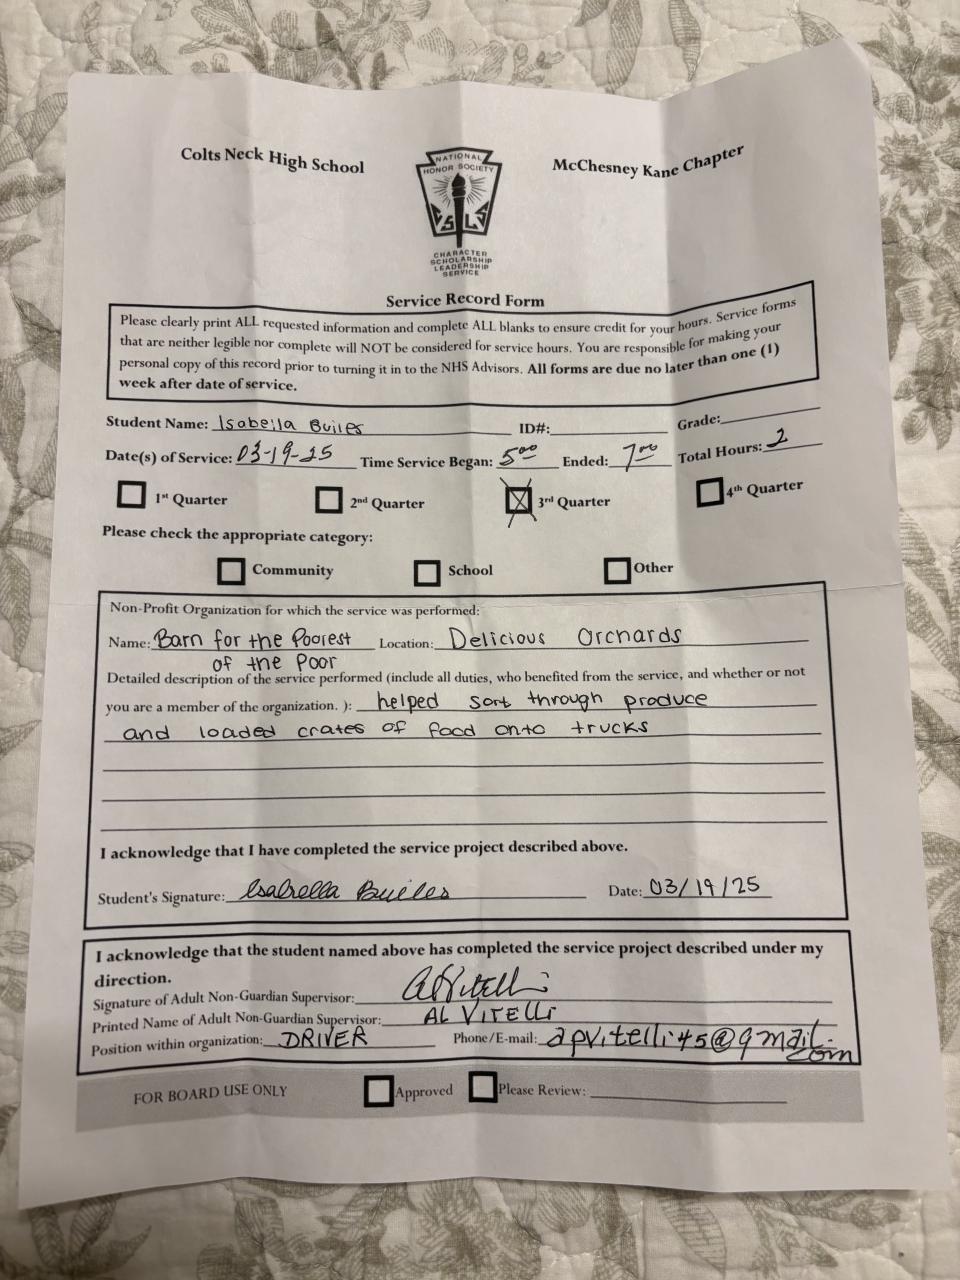 Colts Neck High School
McChesney Kane Chapter
NATIONAL
HONOR SOCIETY
C S L S
CHARACTER
SCHOLARSHIP
LEADERSHIP
SERVICE
Service Record Form
Please clearly print ALL requested information and complete ALL blanks to ensure credit for your hours. Service forms
that are neither legible nor complete will NOT be considered for service hours. You are responsible for making your
personal copy of this record prior to turning it in to the NHS Advisors. All forms are due no later than one (1)
week after date of service.
Student Name: Isabella Builes ID#: Grade:
Date(s) of Service: 03-19-25 Time Service Began: 5:00 Ended: 7:00 Total Hours: 2
1st Quarter 2nd Quarter 3rd Quarter 4th Quarter
Please check the appropriate category:
Community School Other
Non-Profit Organization for which the service was performed:
Name: Barn for the Poorest Location: Delicious Orchards
of the Poor
Detailed description of the service performed (include all duties, who benefited from the service, and whether or not
you are a member of the organization. ): helped sort through produce
and loaded crates of food onto trucks
I acknowledge that I have completed the service project described above.
Student's Signature: Isabella Builes Date: 03/19/25
I acknowledge that the student named above has completed the service project described under my
direction.
Signature of Adult Non-Guardian Supervisor: A Vitelli
Printed Name of Adult Non-Guardian Supervisor: AL VITELLI
Position within organization: DRIVER Phone/E-mail: apvitelli45@gmail.
com
FOR BOARD USE ONLY Approved Please Review: